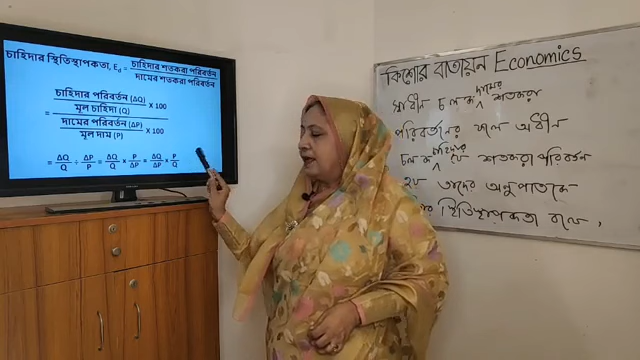 চাহিদার স্থিতিস্থাপকতা, E_d = চাহিদার শতকরা পরিবর্তন / দামের শতকরা পরিবর্তন
= চাহিদার পরিবর্তন (ΔQ) / মূল চাহিদা (Q) x 100
দামের পরিবর্তন (ΔP) / মূল দাম (P) x 100
= ΔQ/Q ÷ ΔP/P = ΔQ/Q × P/ΔP = ΔQ/ΔP × P/Q
কিশোর বাতায়ন Economics
স্বাধীন চলক দামের শতকরা
পরিবর্তনের ফলে অধীন
চলক চাহিদার যে শতকরা পরিবর্তন
হয় তাদের অনুপাতকে
স্থিতিস্থাপকতা বলে,